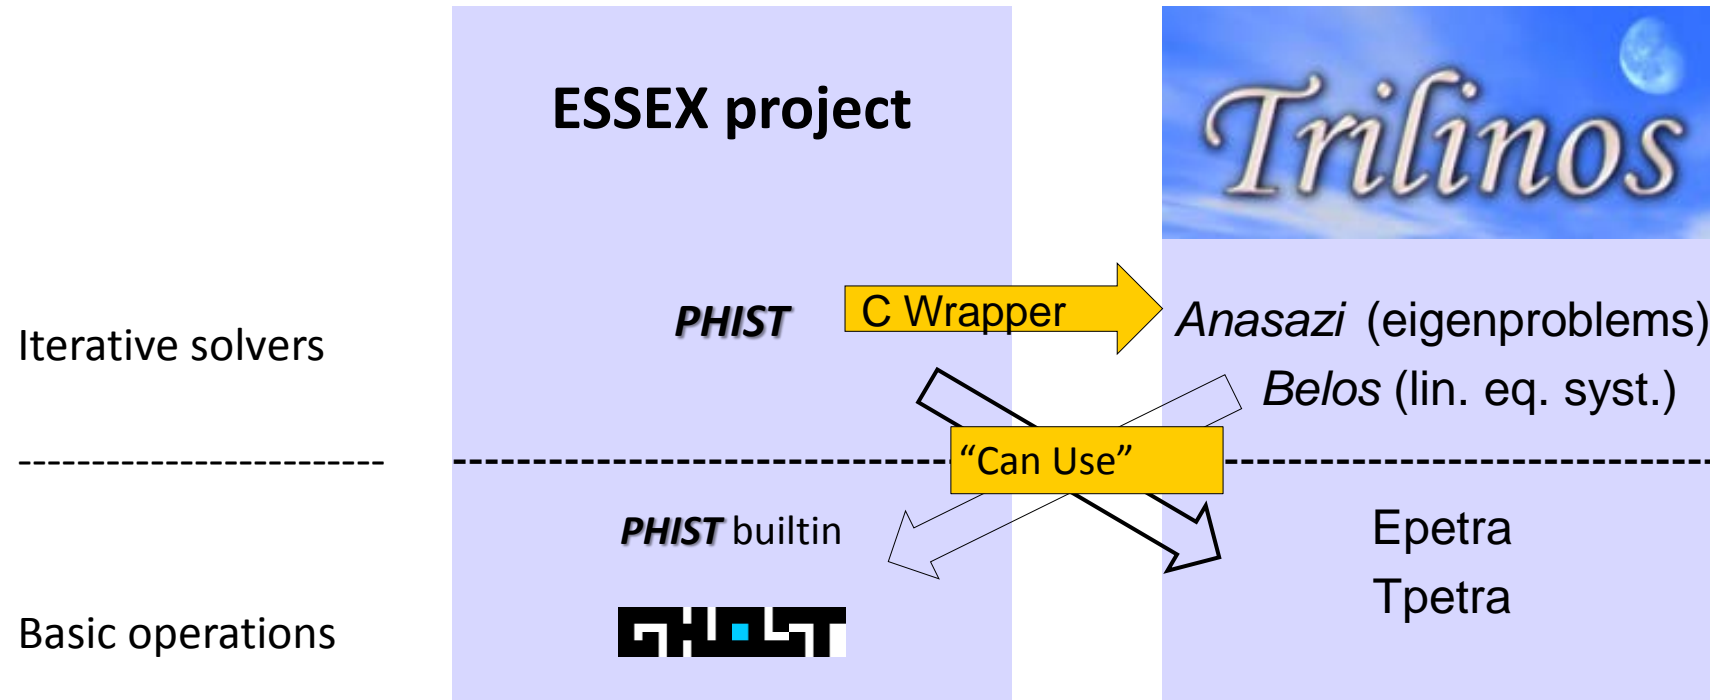 ESSEX project
Trilinos
Iterative solvers
PHIST
C Wrapper
Anasazi (eigenproblems)
Belos (lin. eq. syst.)
------------------------- “Can Use”
PHIST builtin
Epetra
Tpetra
Basic operations
GHOST